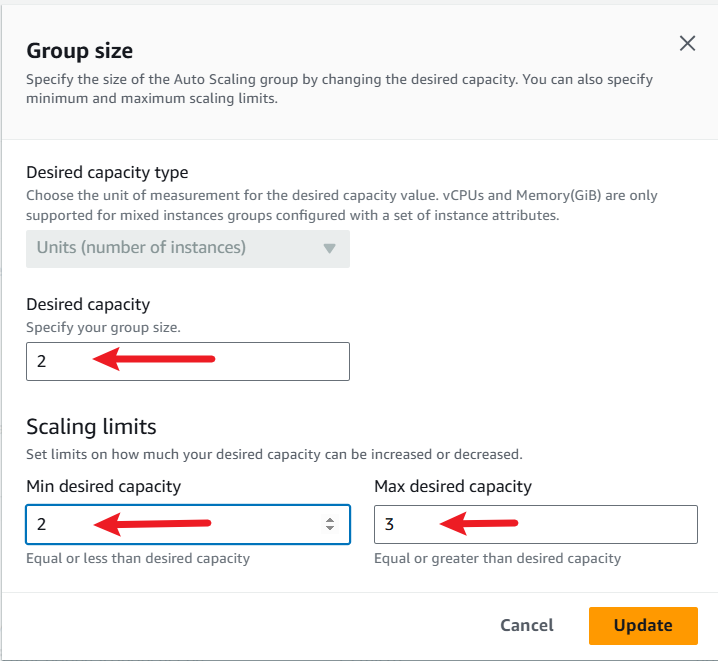 Group size
Specify the size of the Auto Scaling group by changing the desired capacity. You can also specify
minimum and maximum scaling limits.
Desired capacity type
Choose the unit of measurement for the desired capacity value. vCPUs and Memory(GiB) are only
supported for mixed instances groups configured with a set of instance attributes.
Units (number of instances)
Desired capacity
Specify your group size.
2
Scaling limits
Set limits on how much your desired capacity can be increased or decreased.
Min desired capacity
Max desired capacity
2
3
Equal or less than desired capacity
Equal or greater than desired capacity
Cancel
Update